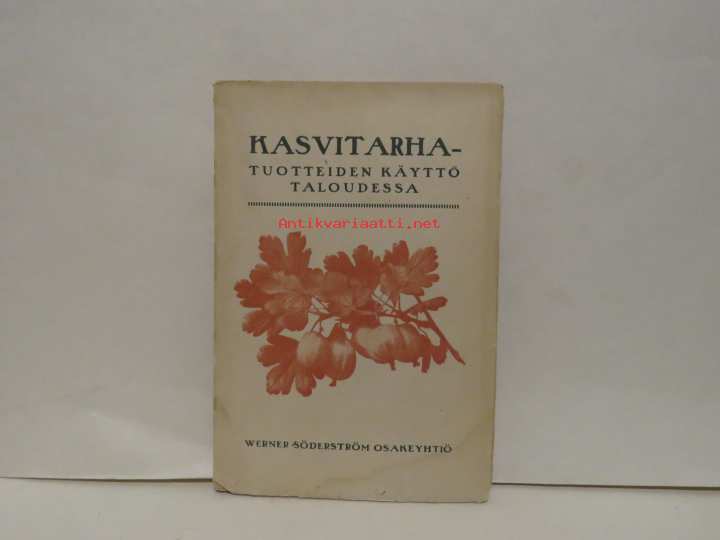 KASVITARHA-
TUOTTEIDEN KÄYTTÖ
TALOUDESSA
Antikvariaatti.net
WERNER SÖDERSTRÖM OSAKEYHTIÖ